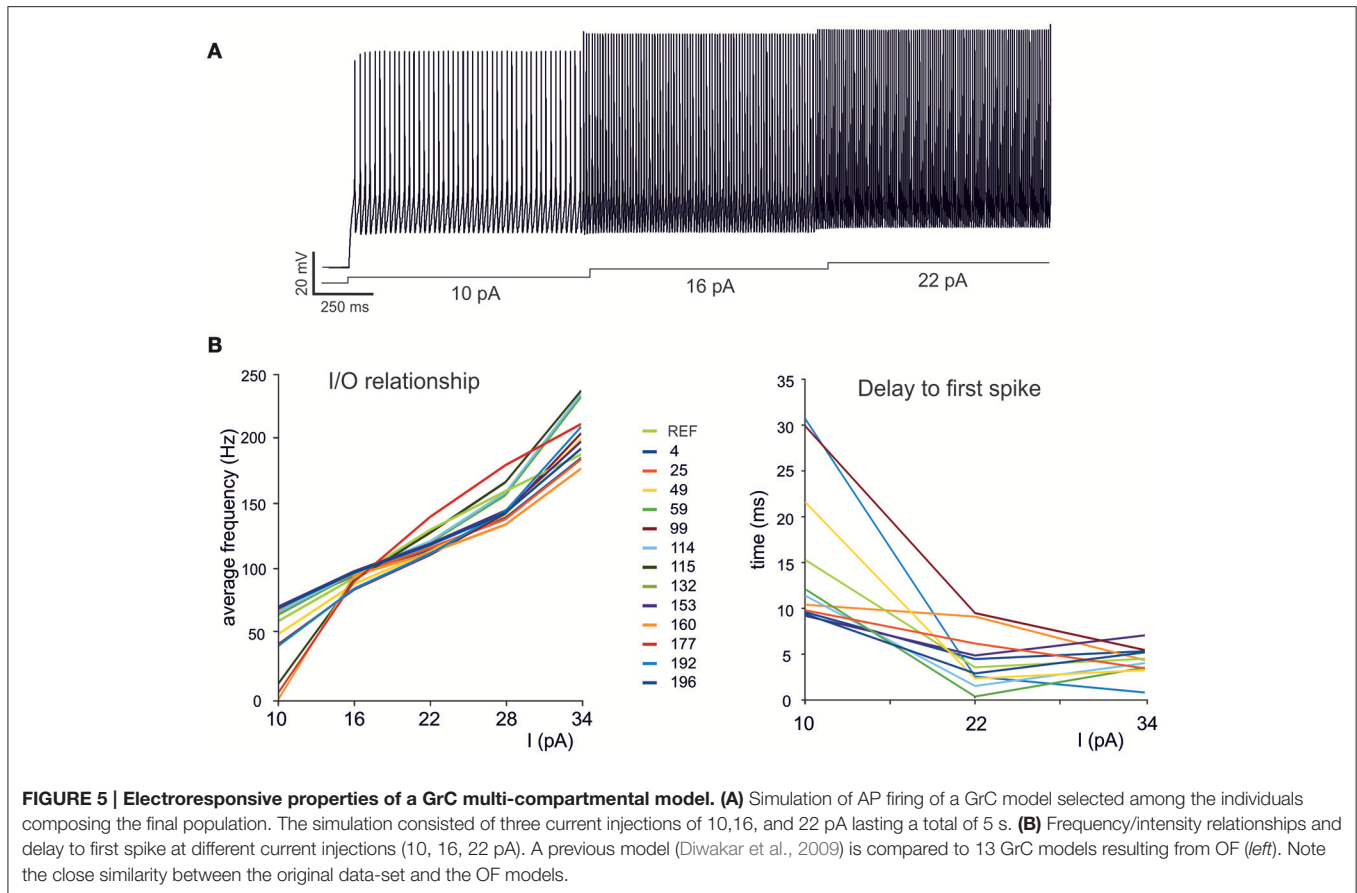 A
20 mV
250 ms
10 pA
16 pA
22 pA
B
I/O relationship
average frequency (Hz)
250
200
150
100
50
0
10
16
22
28
34
I (pA)
REF
4
25
49
59
99
114
115
132
153
160
177
192
196
Delay to first spike
time (ms)
35
30
25
20
15
10
5
0
10
22
34
I (pA)
FIGURE 5 | Electroresponsive properties of a GrC multi-compartmental model. (A) Simulation of AP firing of a GrC model selected among the individuals
composing the final population. The simulation consisted of three current injections of 10,16, and 22 pA lasting a total of 5 s. (B) Frequency/intensity relationships and
delay to first spike at different current injections (10, 16, 22 pA). A previous model (Diwakar et al., 2009) is compared to 13 GrC models resulting from OF (left). Note
the close similarity between the original data-set and the OF models.